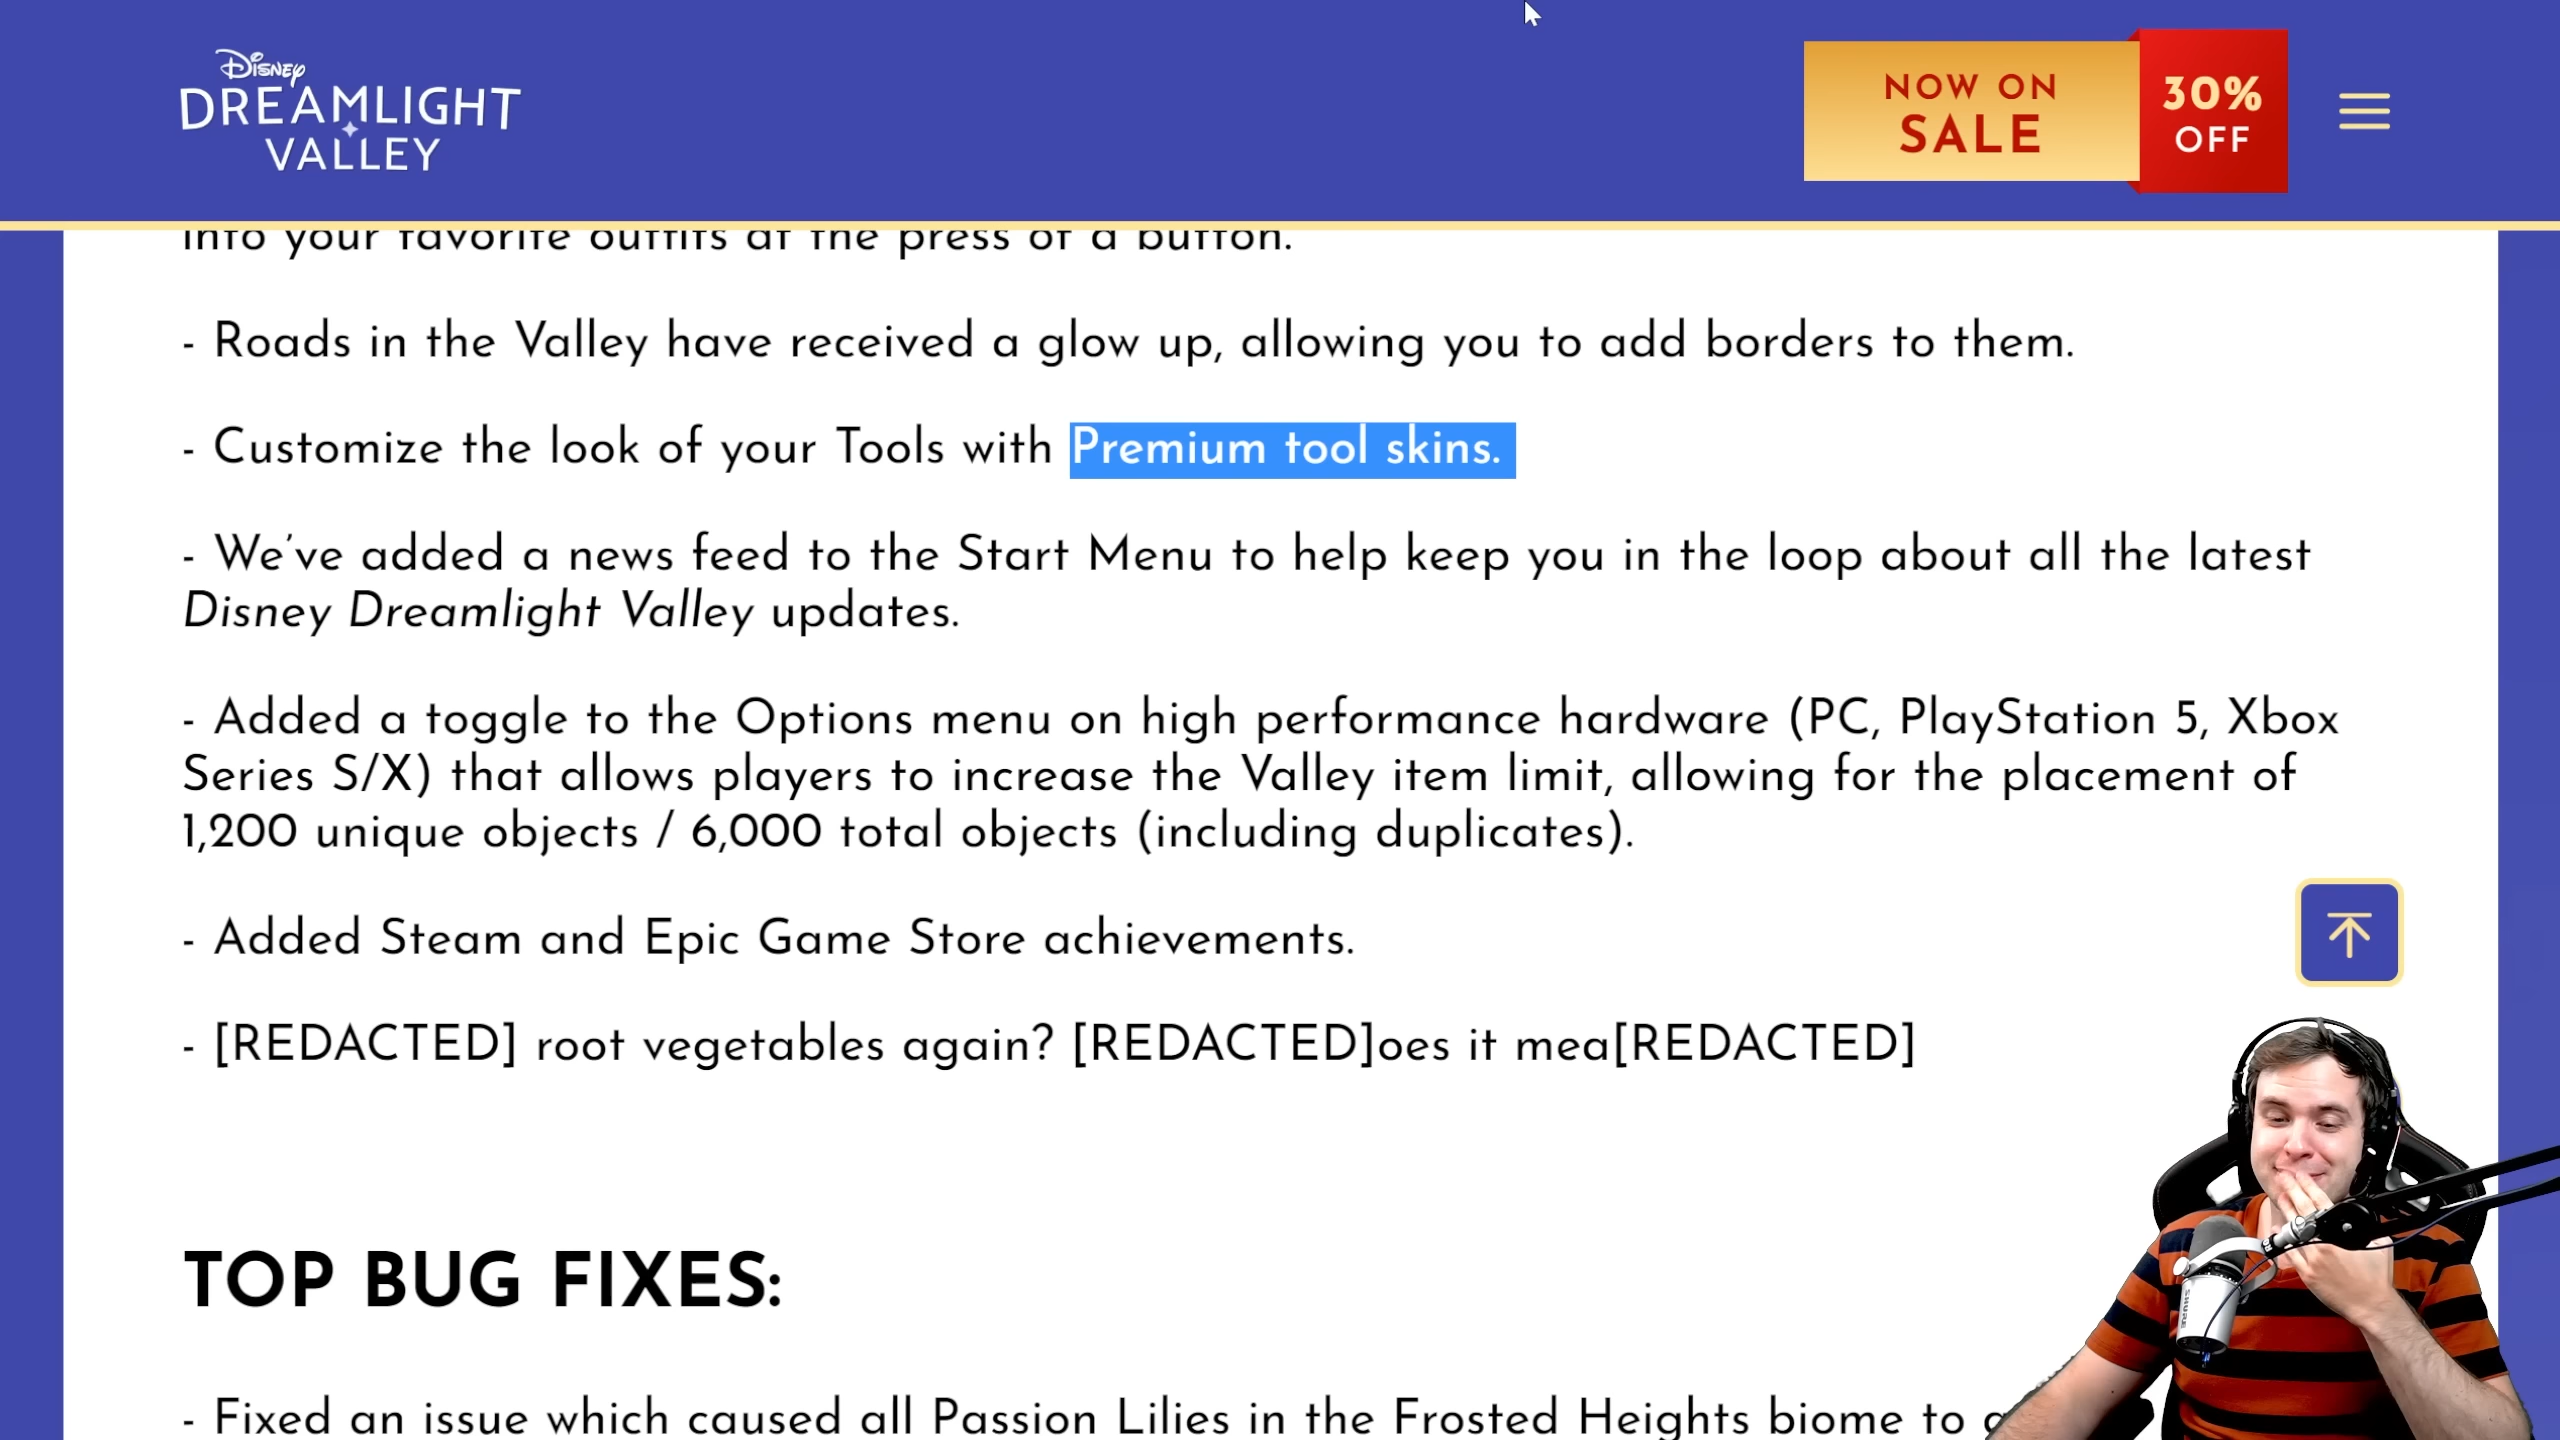 Disney
DREAMLIGHT
VALLEY
NOW ON
SALE
30%
OFF
into your favorite outfits at the press of a button.
- Roads in the Valley have received a glow up, allowing you to add borders to them.
- Customize the look of your Tools with Premium tool skins.
- We’ve added a news feed to the Start Menu to help keep you in the loop about all the latest
Disney Dreamlight Valley updates.
- Added a toggle to the Options menu on high performance hardware (PC, PlayStation 5, Xbox
Series S/X) that allows players to increase the Valley item limit, allowing for the placement of
1,200 unique objects / 6,000 total objects (including duplicates).
- Added Steam and Epic Game Store achievements.
- [REDACTED] root vegetables again? [REDACTED]oes it mea[REDACTED]
TOP BUG FIXES:
- Fixed an issue which caused all Passion Lilies in the Frosted Heights biome to
SHURE